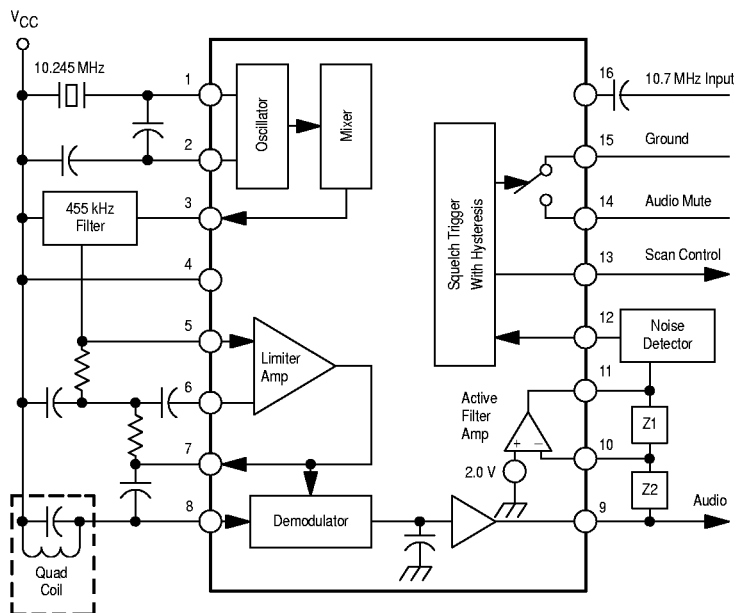 VCC
10.245 MHz
1
16
10.7 MHz Input
Oscillator
Mixer
15
Ground
2
Squelch Trigger
With Hysteresis
455 kHz
Filter
3
14
Audio Mute
4
13
Scan Control
5
12
Noise
Detector
Limiter
Amp
11
6
Active
Filter
Amp
Z1
+
–
10
7
2.0 V
Z2
8
Demodulator
9
Audio
Quad
Coil